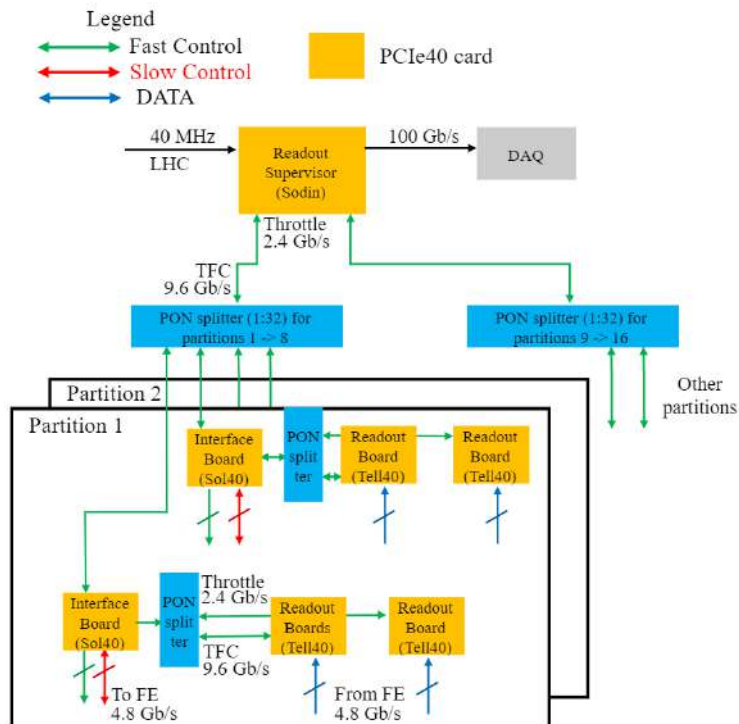 Legend
Fast Control
Slow Control
DATA
PCIe40 card
40 MHz
LHC
Readout
Supervisor
(Sodin)
100 Gb/s
DAQ
Throttle
2.4 Gb/s
TFC
9.6 Gb/s
PON splitter (1:32) for
partitions 1 -> 8
PON splitter (1:32) for
partitions 9 -> 16
Other
partitions
Partition 2
Partition 1
Interface
Board
(Sol40)
PON
split
ter
Readout
Board
(Tell40)
Readout
Board
(Tell40)
Interface
Board
(Sol40)
PON
split
ter
Throttle
2.4 Gb/s
TFC
9.6 Gb/s
Readout
Boards
(Tell40)
Readout
Board
(Tell40)
To FE
4.8 Gb/s
From FE
4.8 Gb/s